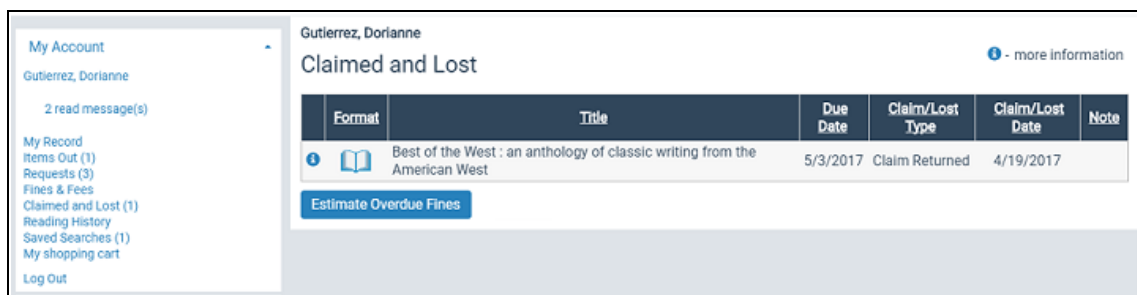 My Account
Gutierrez, Dorianne
2 read message(s)
My Record
Items Out (1)
Requests (3)
Fines & Fees
Claimed and Lost (1)
Reading History
Saved Searches (1)
My shopping cart
Log Out
Gutierrez, Dorianne
Claimed and Lost
- more information
Format Title Due Date Claim/Lost Type Claim/Lost Date Note
Best of the West : an anthology of classic writing from the
American West
5/3/2017 Claim Returned 4/19/2017
Estimate Overdue Fines